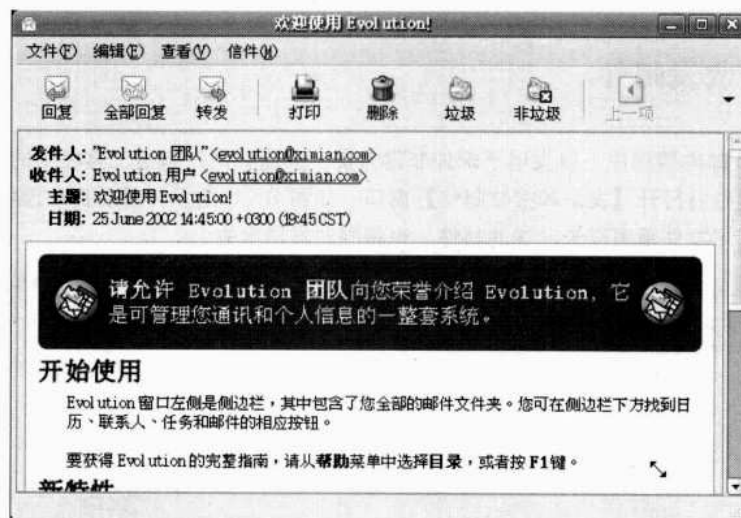 欢迎使用 Evolution!
文件(F) 编辑(E) 查看(V) 信件(M)
回复 全部回复 转发 打印 删除 垃圾 非垃圾 上一项
发件人: "Evolution 团队" <evolution@ximian.com>
收件人: Evolution 用户 <evolution@ximian.com>
主题: 欢迎使用 Evolution!
日期: 25 June 2002 14:45:00 +0300 (19:45 CST)
请允许 Evolution 团队向您荣誉介绍 Evolution, 它
是可管理您通讯和个人信息的一整套系统。
开始使用
Evolution 窗口左侧是侧边栏，其中包含了您全部的邮件文件夹。您可在侧边栏下方找到日
历、联系人、任务和邮件的相应按钮。
要获得 Evolution 的完整指南，请从帮助菜单中选择目录，或者按 F1 键。
新特性